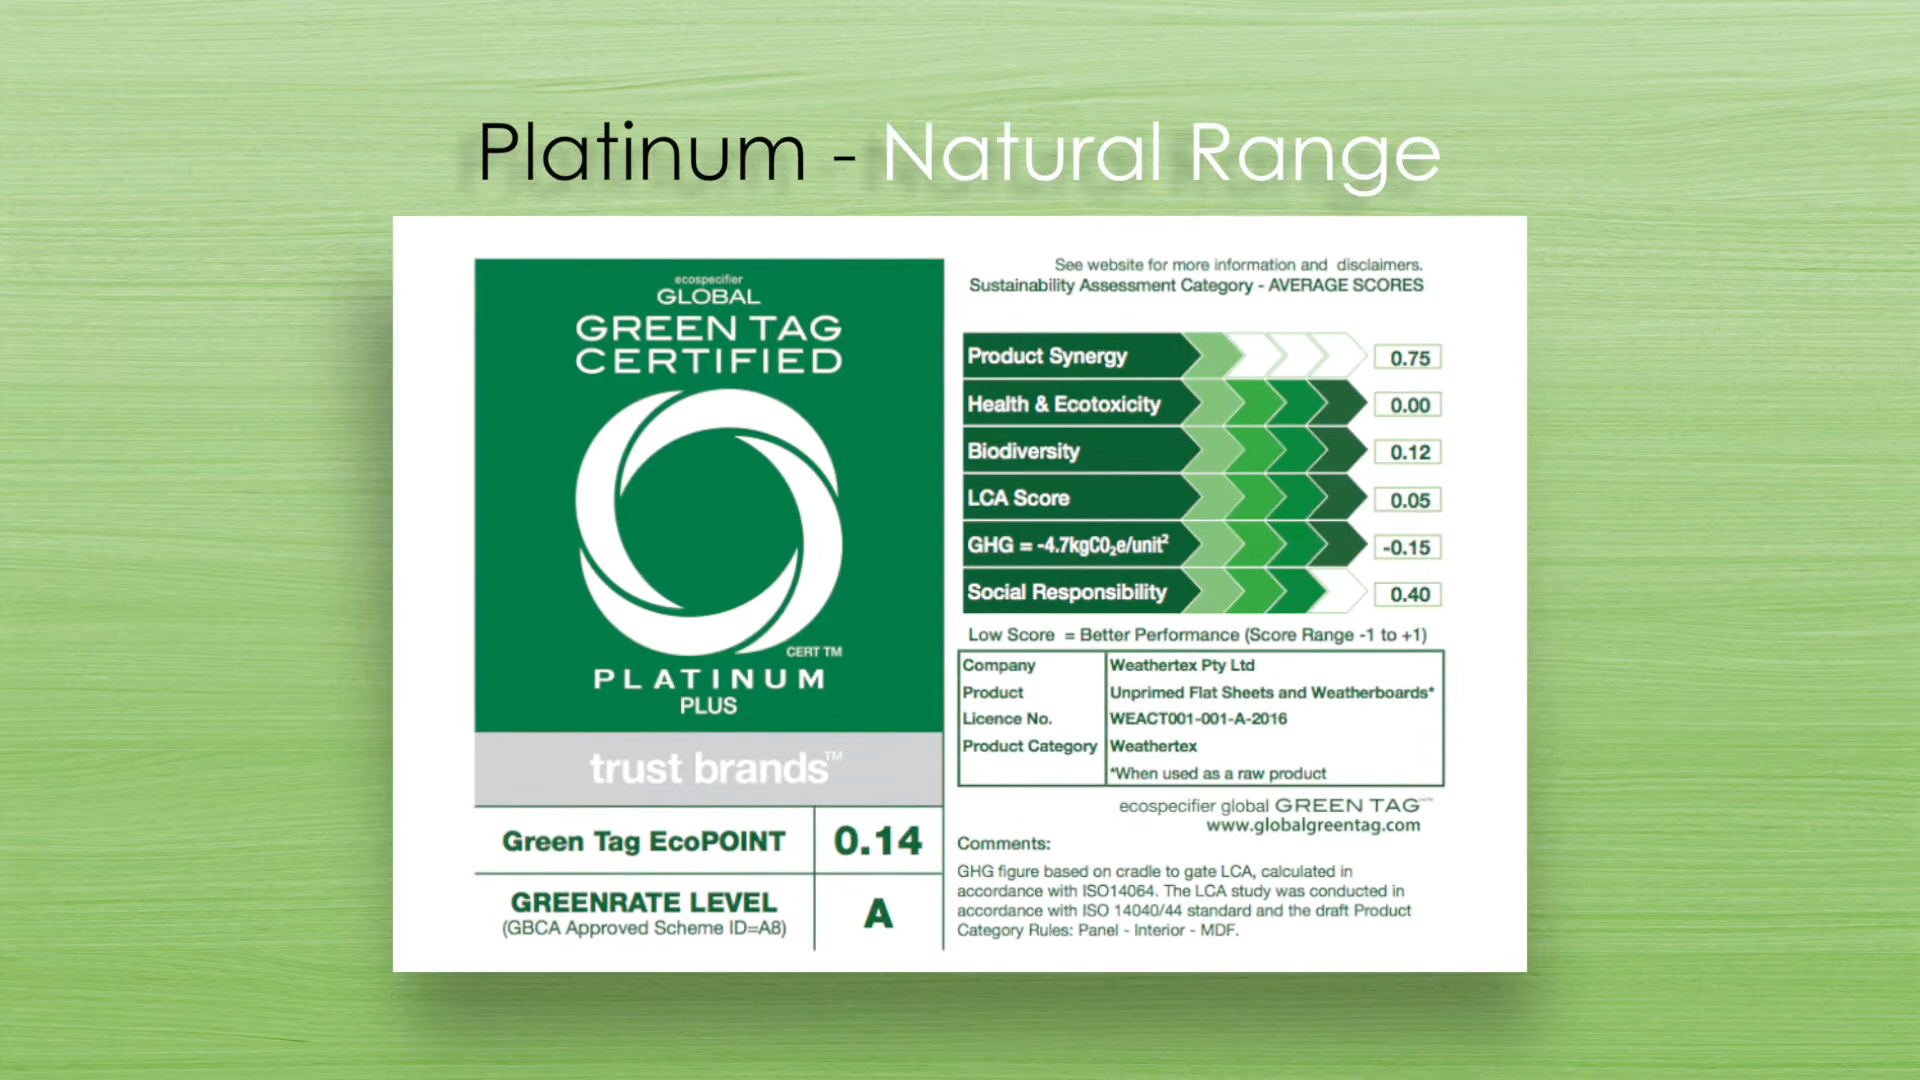 Platinum - Natural Range
ecospecifier
GLOBAL
GREEN TAG
CERTIFIED
CERT TM
PLATINUM
PLUS
trust brands™
Green Tag EcoPOINT 0.14
GREENRATE LEVEL
(GBCA Approved Scheme ID=A8)
A
See website for more information and disclaimers.
Sustainability Assessment Category - AVERAGE SCORES
Product Synergy 0.75
Health & Ecotoxicity 0.00
Biodiversity 0.12
LCA Score 0.05
GHG = -4.7kgC0₂e/unit² -0.15
Social Responsibility 0.40
Low Score = Better Performance (Score Range -1 to +1)
Company Weathertex Pty Ltd
Product Unprimed Flat Sheets and Weatherboards*
Licence No. WEACT001-001-A-2016
Product Category Weathertex
*When used as a raw product
ecospecifier global GREEN TAG
www.globalgreentag.com
Comments:
GHG figure based on cradle to gate LCA, calculated in
accordance with ISO14064. The LCA study was conducted in
accordance with ISO 14040/44 standard and the draft Product
Category Rules: Panel - Interior - MDF.